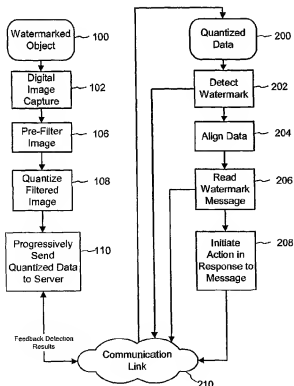 Watermarked
Object
100
Digital
Image
Capture
102
Pre-Filter
Image
106
Quantize
Filtered
Image
108
Progressively
Send
Quantized Data
to Server
110
Feedback Detection
Results
Quantized
Data
200
Detect
Watermark
202
Align Data
204
Read
Watermark
Message
206
Initiate
Action in
Response to
Message
208
Communication
Link
210